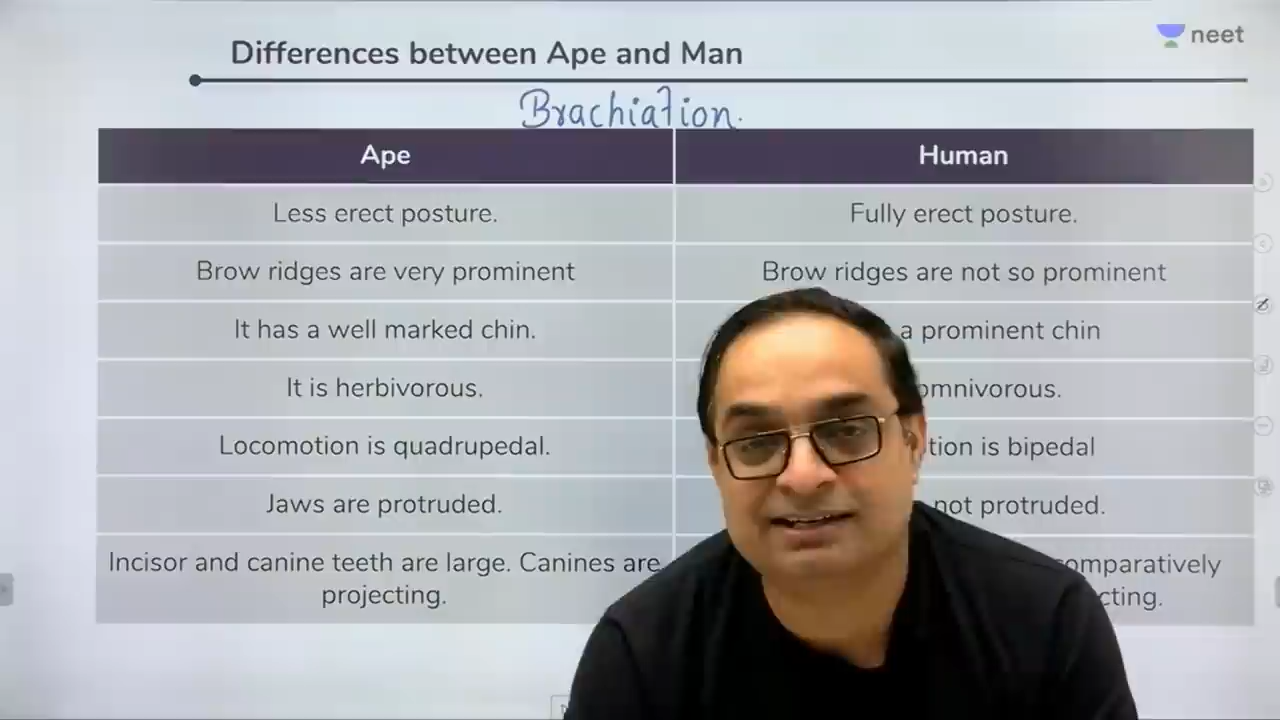 neet
Differences between Ape and Man
Brachiation.
Ape
Human
Less erect posture.
Fully erect posture.
Brow ridges are very prominent
Brow ridges are not so prominent
It has a well marked chin.
a prominent chin
It is herbivorous.
omnivorous.
Locomotion is quadrupedal.
is bipedal
Jaws are protruded.
not protruded.
Incisor and canine teeth are large. Canines are
projecting.
comparatively